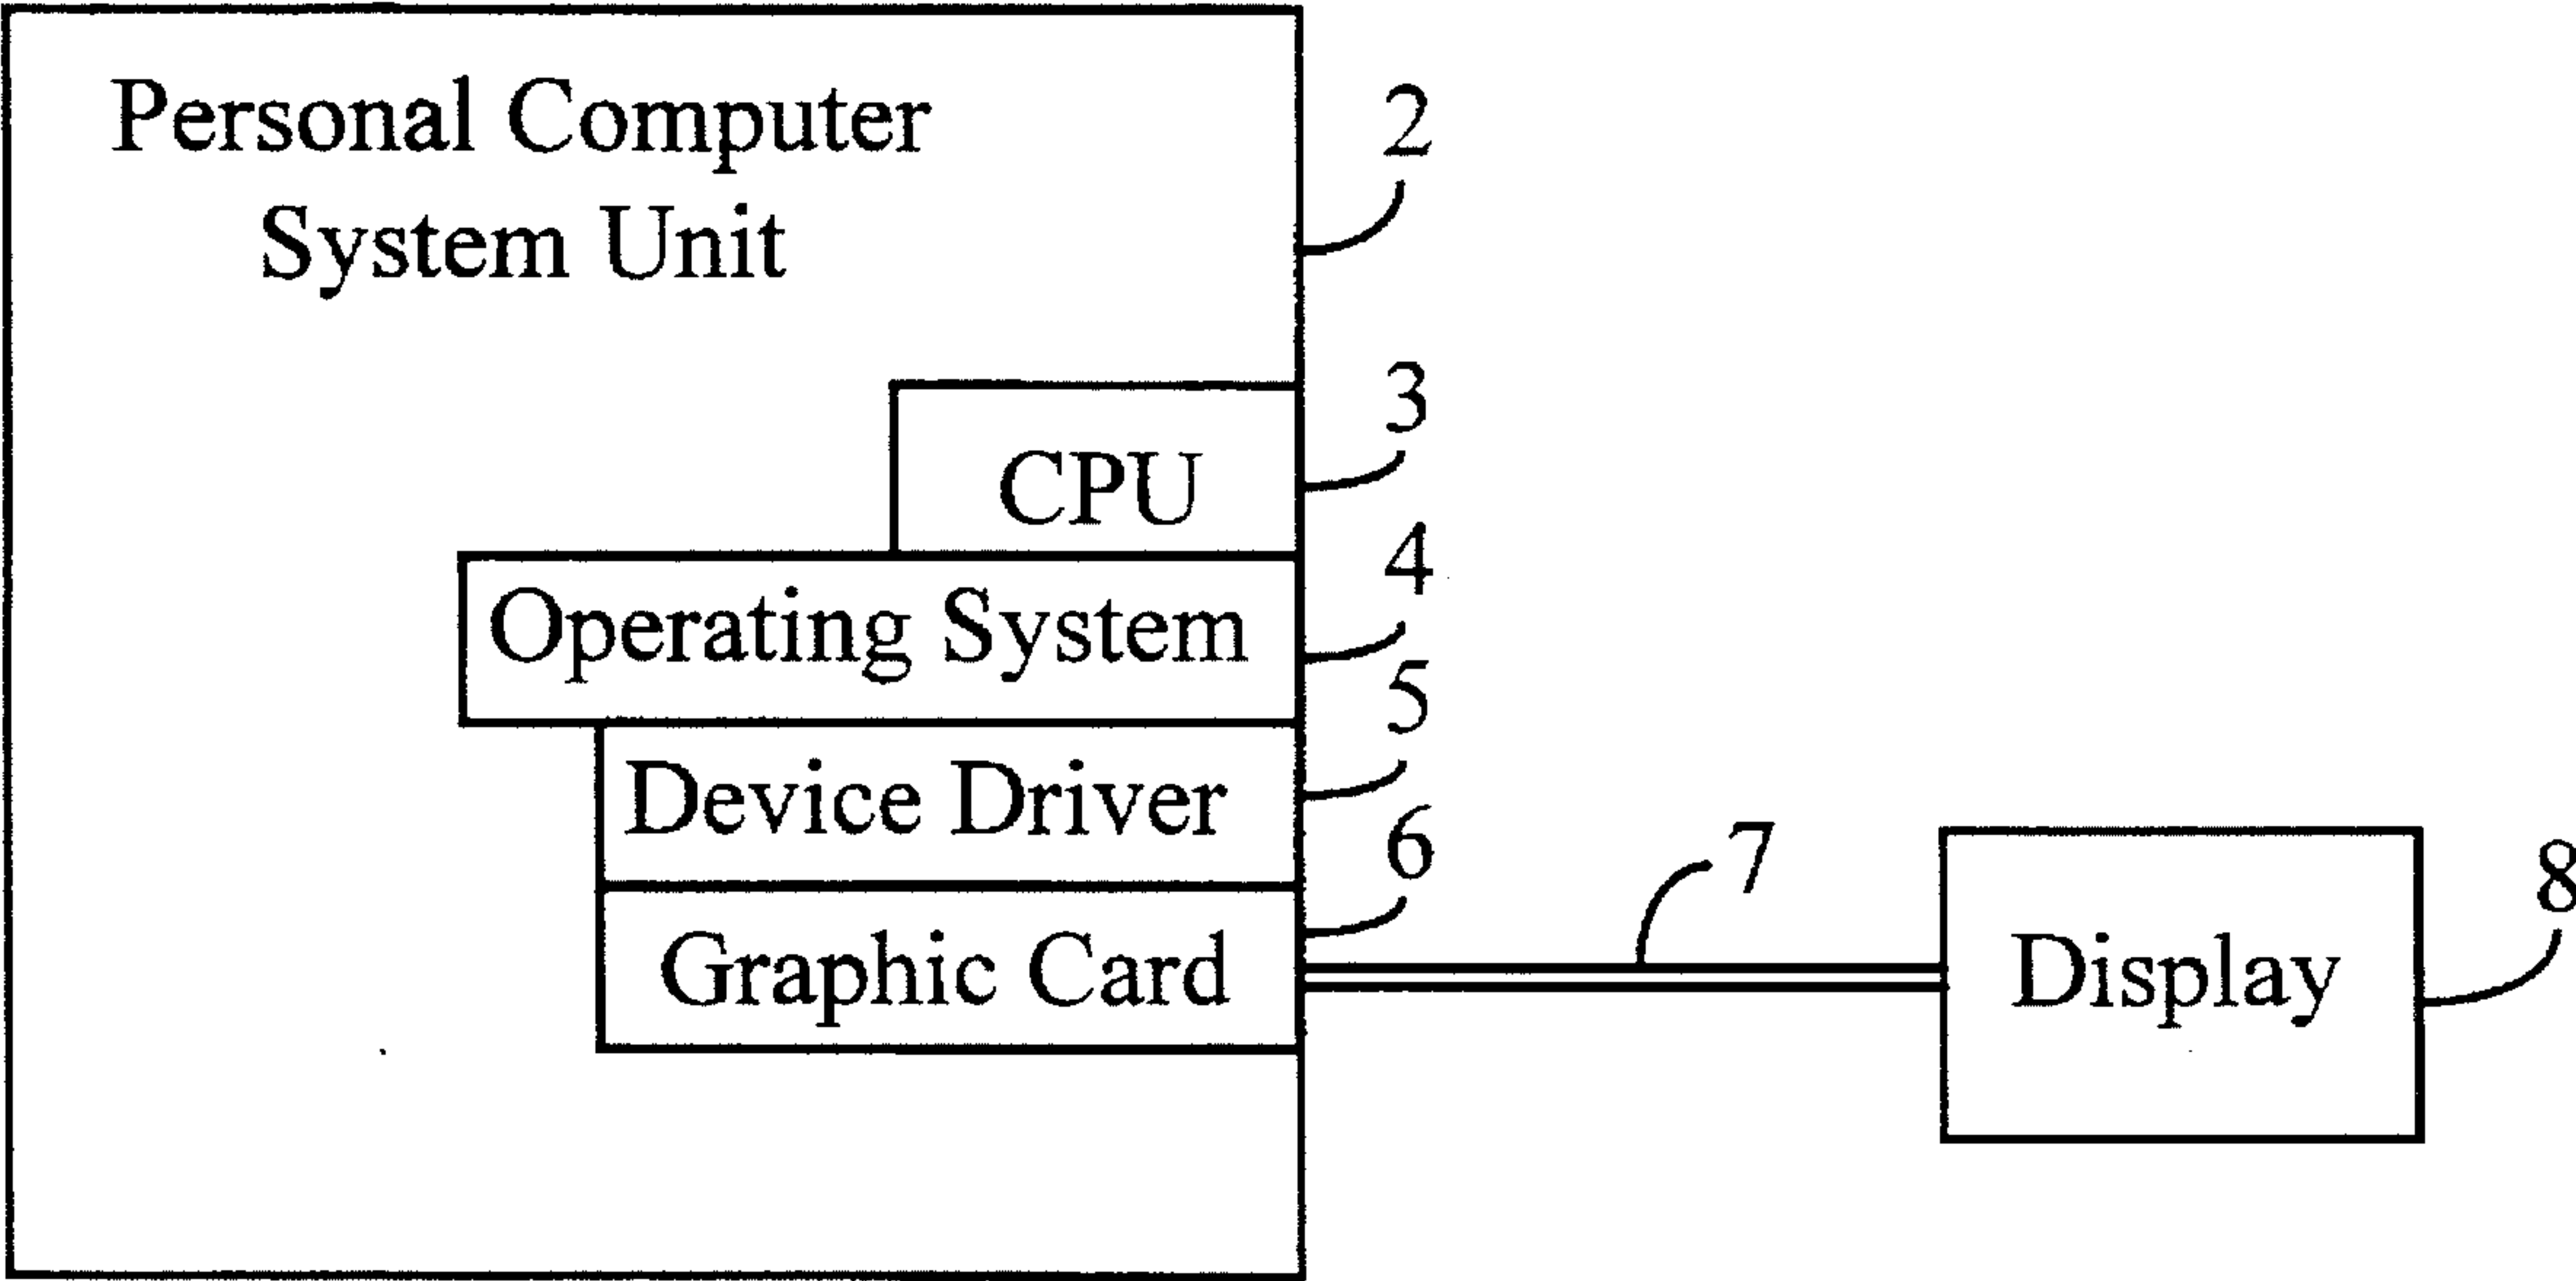 Personal Computer
System Unit
2
3
CPU
4
Operating System
5
Device Driver
6
7
8
Graphic Card
Display